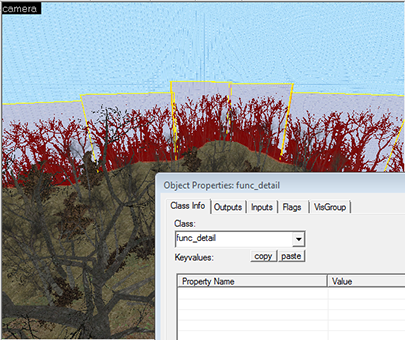 camera
Object Properties: func_detail
Class Info Outputs Inputs Flags VisGroup
Class:
func_detail
Keyvalues: copy paste
Property Name Value